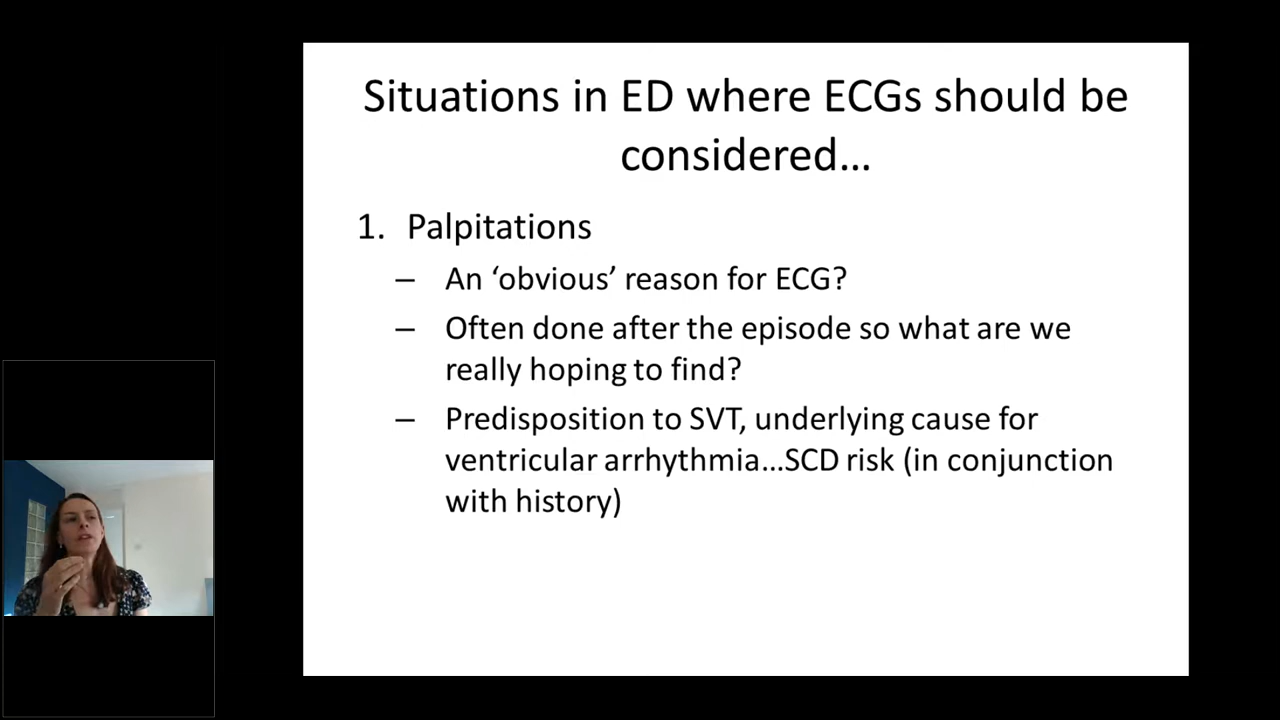 Situations in ED where ECGs should be
considered...
1. Palpitations
– An ‘obvious’ reason for ECG?
– Often done after the episode so what are we
really hoping to find?
– Predisposition to SVT, underlying cause for
ventricular arrhythmia...SCD risk (in conjunction
with history)